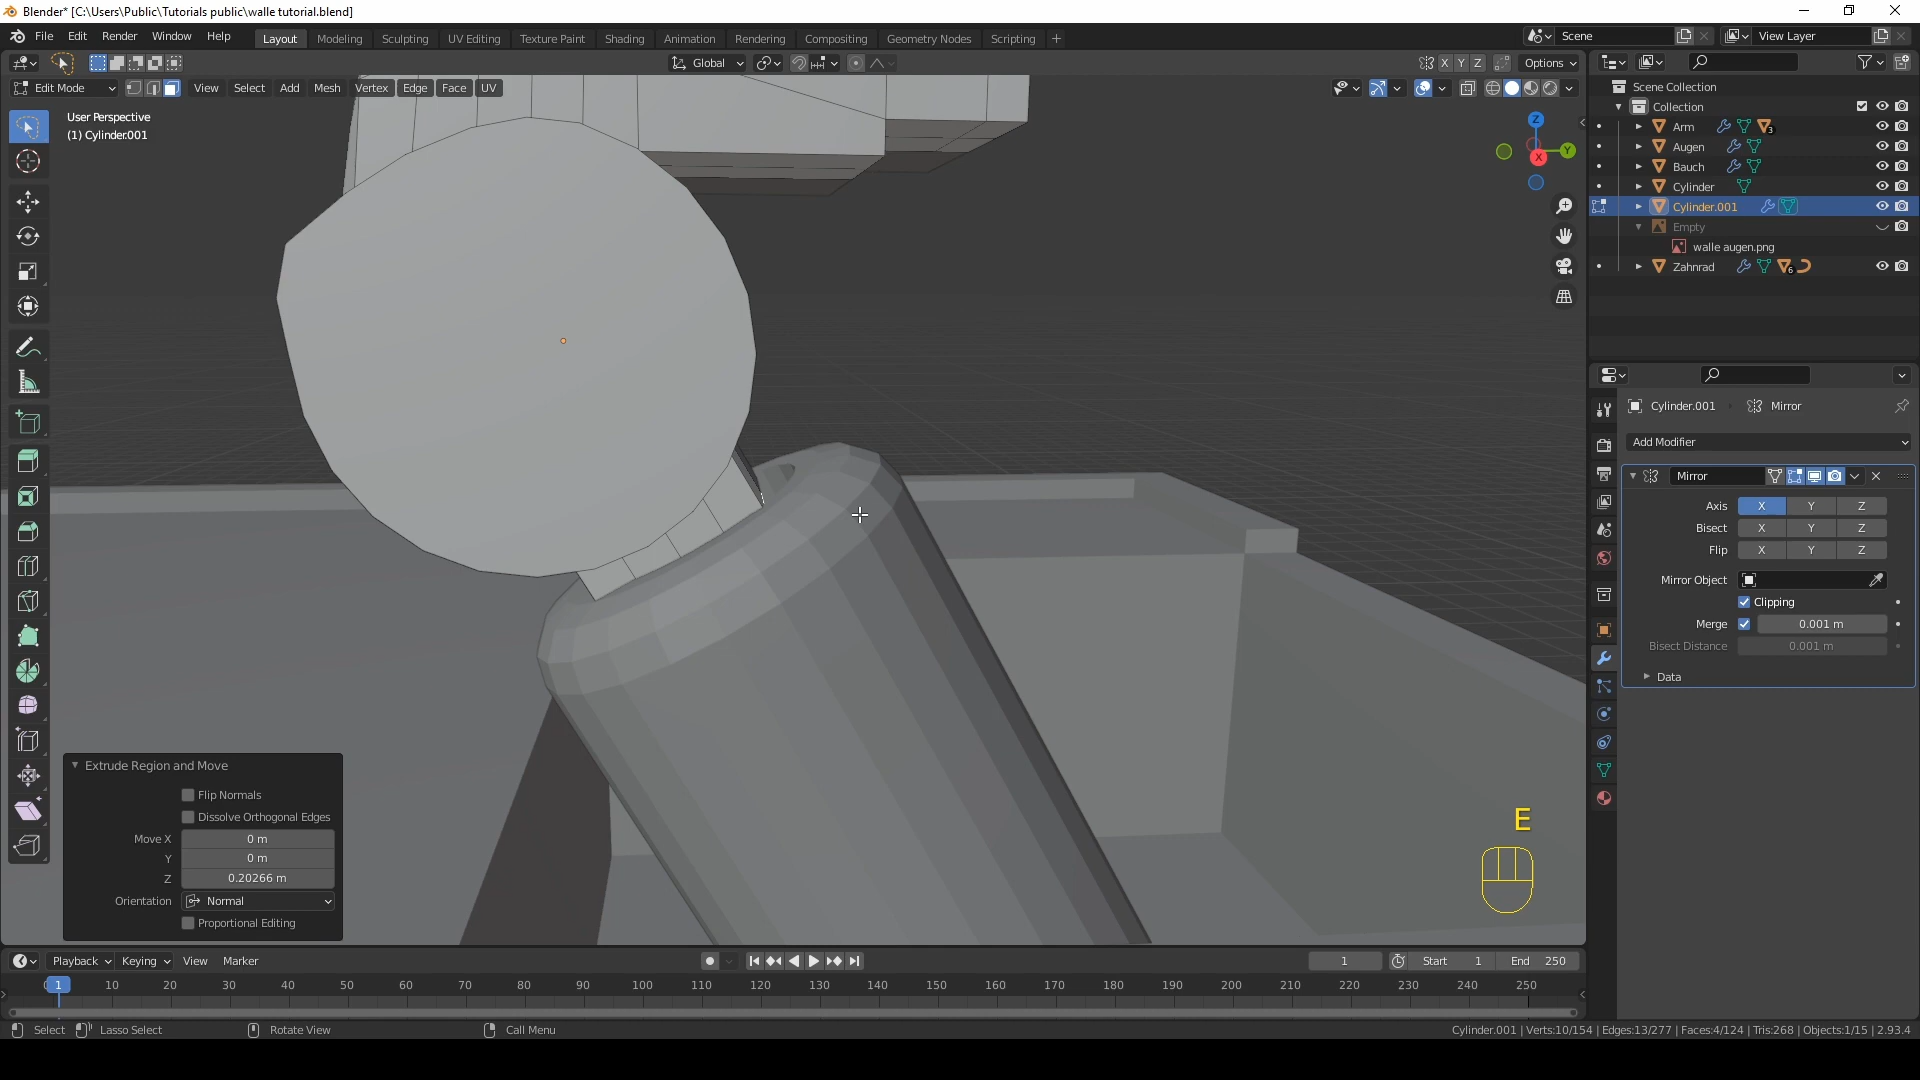 Blender* [C:\Users\Public\Tutorials public\walle tutorial.blend]
File Edit Render Window Help Layout Modeling Sculpting UV Editing Texture Paint Shading Animation Rendering Compositing Geometry Nodes Scripting + Scene View Layer
Global X Y Z Options
Edit Mode View Select Add Mesh Vertex Edge Face UV
User Perspective
(1) Cylinder.001
Z
Y
X
Scene Collection
Collection
Arm 3
Augen
Bauch
Cylinder
Cylinder.001
Empty
walle augen.png
Zahnrad 6
Cylinder.001 Mirror
Add Modifier
Mirror
Axis X Y Z
Bisect X Y Z
Flip X Y Z
Mirror Object
Clipping
Merge 0.001 m
Bisect Distance 0.001 m
Data
Extrude Region and Move
Flip Normals
Dissolve Orthogonal Edges
Move X 0 m
Y 0 m
Z 0.20266 m
Orientation Normal
Proportional Editing
E
Playback Keying View Marker 1 Start 1 End 250
1 10 20 30 40 50 60 70 80 90 100 110 120 130 140 150 160 170 180 190 200 210 220 230 240 250
Select Lasso Select Rotate View Call Menu Cylinder.001 | Verts:10/154 | Edges:13/277 | Faces:4/124 | Tris:268 | Objects:1/15 | 2.93.4